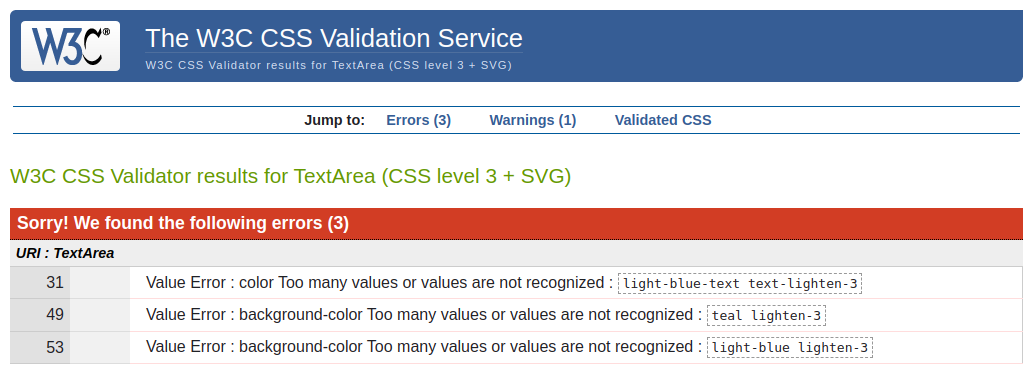 W3C®
The W3C CSS Validation Service
W3C CSS Validator results for TextArea (CSS level 3 + SVG)
Jump to: Errors (3) Warnings (1) Validated CSS
W3C CSS Validator results for TextArea (CSS level 3 + SVG)
Sorry! We found the following errors (3)
URI : TextArea
31 Value Error : color Too many values or values are not recognized : light-blue-text text-lighten-3
49 Value Error : background-color Too many values or values are not recognized : teal lighten-3
53 Value Error : background-color Too many values or values are not recognized : light-blue lighten-3